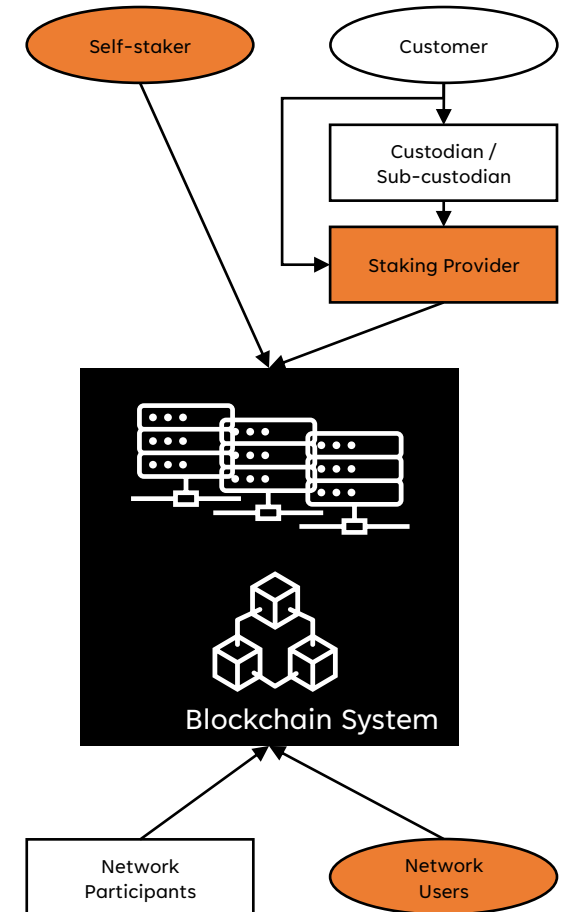 Self-staker
Customer
Custodian /
Sub-custodian
Staking Provider
Blockchain System
Network
Participants
Network
Users